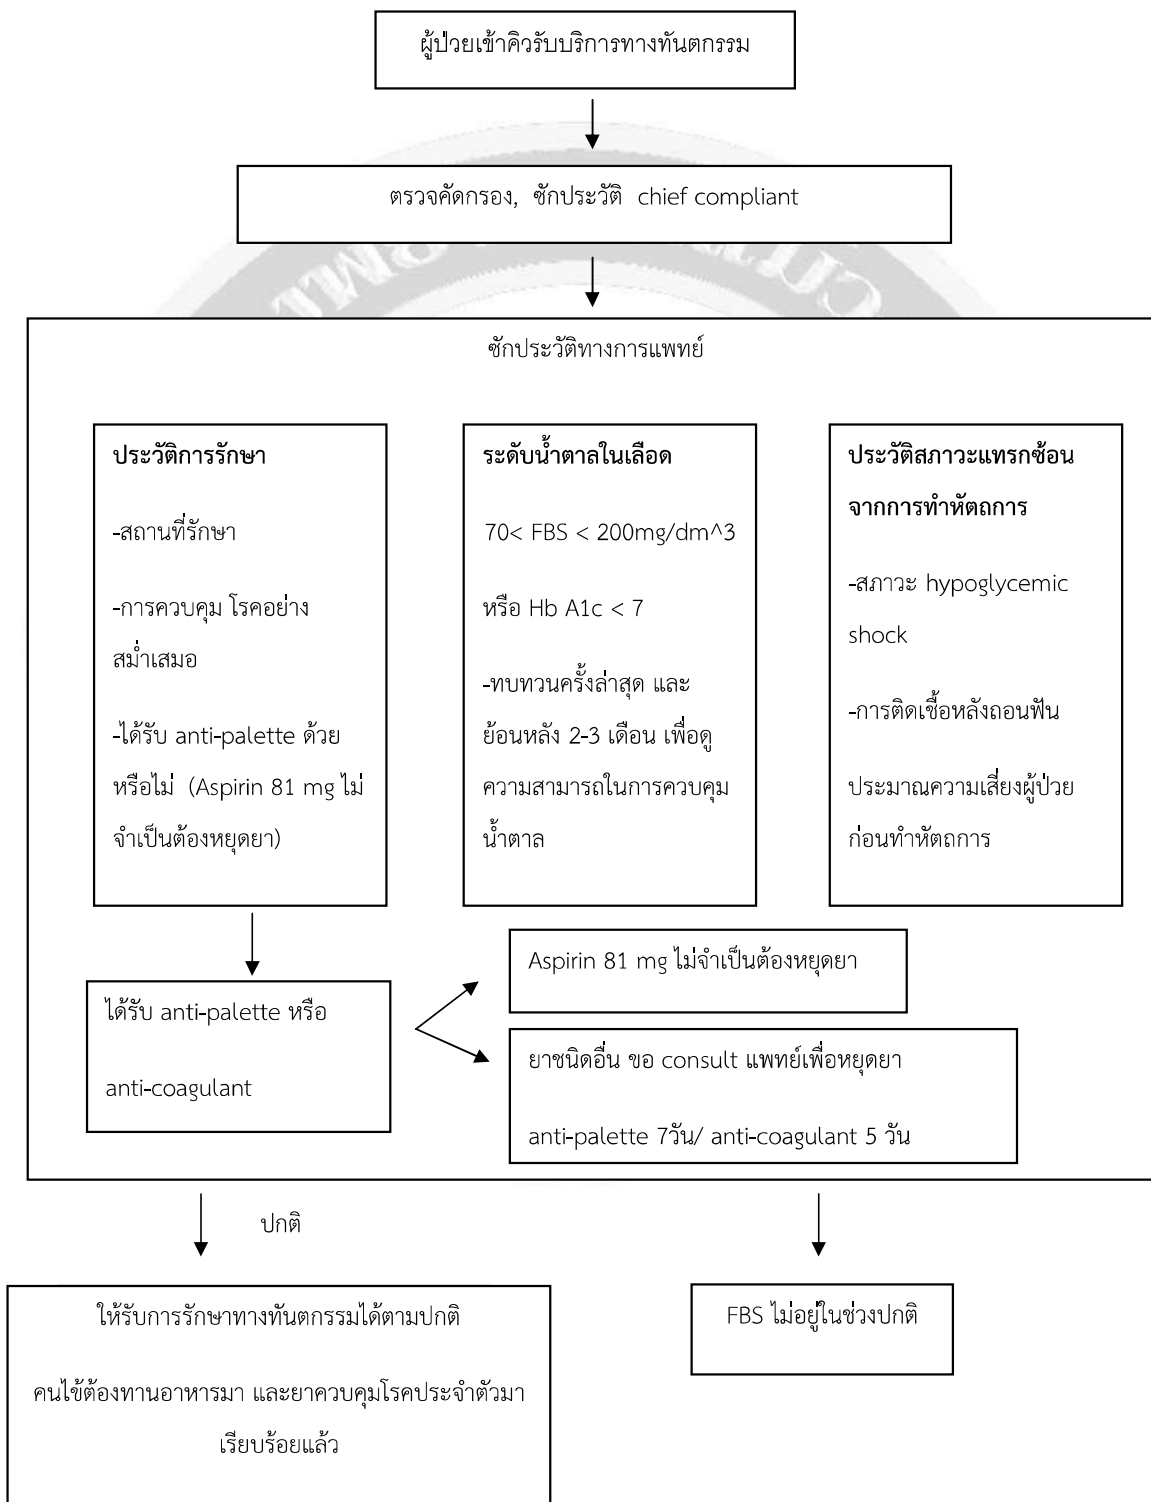 ผู้ป่วยเข้าคิวรับบริการทางทันตกรรม
ตรวจคัดกรอง, ซักประวัติ chief compliant
ซักประวัติทางการแพทย์
ประวัติการรักษา
-สถานที่รักษา
-การควบคุม โรคอย่าง
สม่ำเสมอ
-ได้รับ anti-palette ด้วย
หรือไม่ (Aspirin 81 mg ไม่
จำเป็นต้องหยุดยา)
ระดับน้ำตาลในเลือด
70< FBS < 200mg/dm^3
หรือ Hb A1c < 7
-ทบทวนครั้งล่าสุด และ
ย้อนหลัง 2-3 เดือน เพื่อดู
ความสามารถในการควบคุม
น้ำตาล
ประวัติสภาวะแทรกซ้อน
จากการทำหัตถการ
-สภาวะ hypoglycemic
shock
-การติดเชื้อหลังถอนฟัน
ประมาณความเสี่ยงผู้ป่วย
ก่อนทำหัตถการ
ได้รับ anti-palette หรือ
anti-coagulant
Aspirin 81 mg ไม่จำเป็นต้องหยุดยา
ยาชนิดอื่น ขอ consult แพทย์เพื่อหยุดยา
anti-palette 7วัน/ anti-coagulant 5 วัน
ปกติ
ให้รับการรักษาทางทันตกรรมได้ตามปกติ
คนไข้ต้องทานอาหารมา และยาควบคุมโรคประจำตัวมา
เรียบร้อยแล้ว
FBS ไม่อยู่ในช่วงปกติ